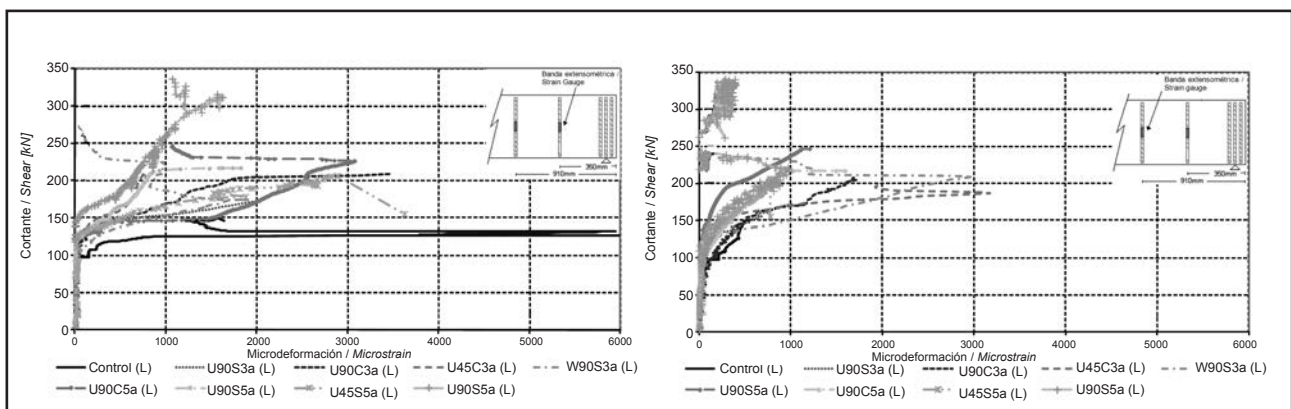 350
300
250
200
150
100
50
0
Cortante / Shear [kN]
0 1000 2000 3000 4000 5000 6000
Microdeformación / Microstrain
Banda extensométrica /
Strain Gauge
350mm
910mm
Control (L) U90S3a (L) U90C3a (L) U45C3a (L) W90S3a (L)
U90C5a (L) U90S5a (L) U45S5a (L) U90S5a (L)
350
300
250
200
150
100
50
0
Cortante / Shear [kN]
0 1000 2000 3000 4000 5000 6000
Microdeformación / Microstrain
Banda extensométrica /
Strain gauge
350mm
910mm
Control (L) U90S3a (L) U90C3a (L) U45C3a (L) W90S3a (L)
U90S5a (L) U90C5a (L) U45S5a (L) U90S5a (L)